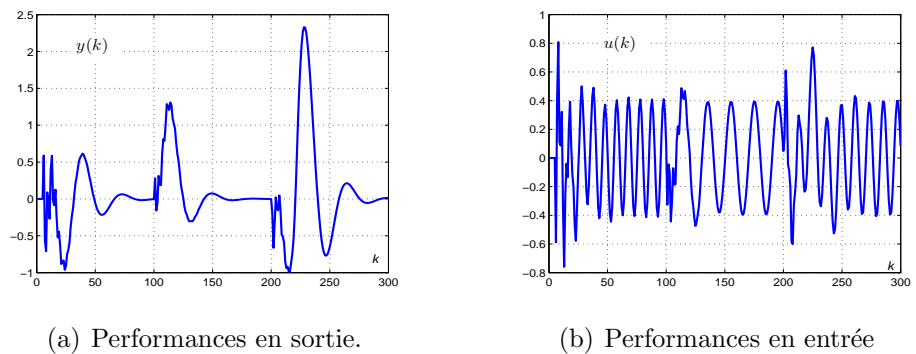 2.5
2
1.5
1
0.5
0
−0.5
−1
0 50 100 150 200 250 300
y(k)
k
1
0.8
0.6
0.4
0.2
0
−0.2
−0.4
−0.6
−0.8
0 50 100 150 200 250 300
u(k)
k
(a) Performances en sortie.
(b) Performances en entrée